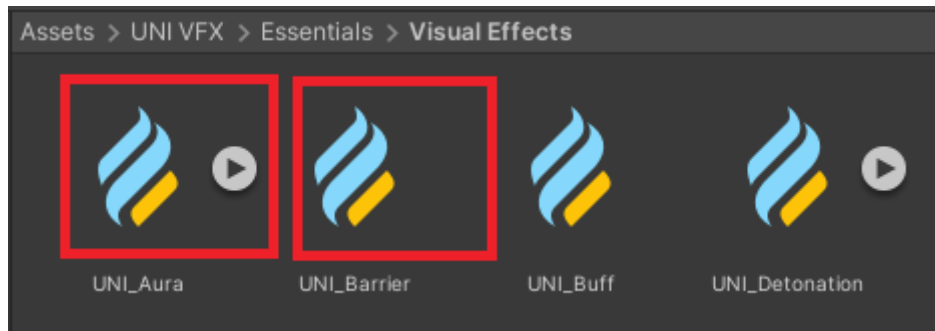 Assets > UNI VFX > Essentials > Visual Effects
UNI_Aura UNI_Barrier UNI_Buff UNI_Detonation